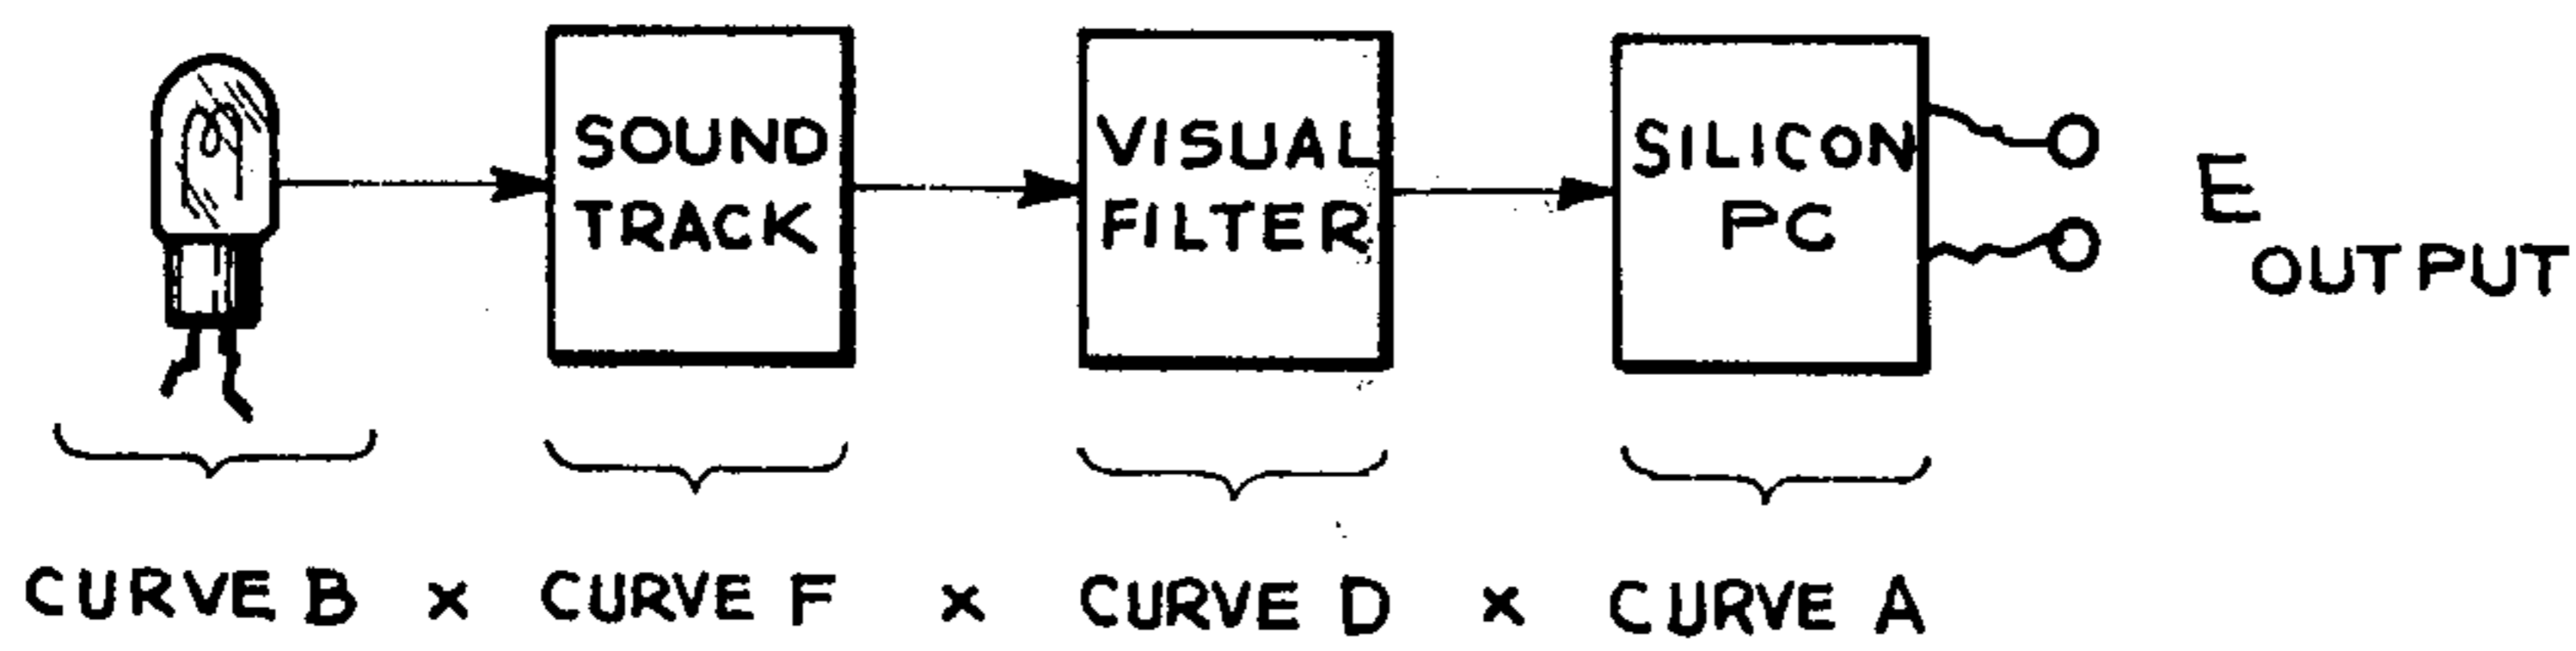 SOUND TRACK
VISUAL FILTER
SILICON PC
E OUTPUT
CURVE B x CURVE F x CURVE D x CURVE A